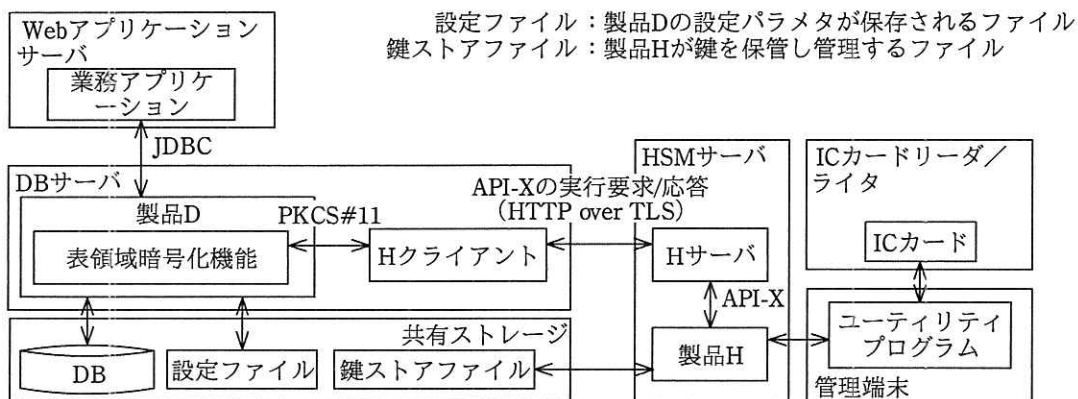 設定ファイル：製品Dの設定パラメタが保存されるファイル
鍵ストアファイル：製品Hが鍵を保管し管理するファイル
Webアプリケーション
サーバ
業務アプリケ
ーション
JDBC
DBサーバ
製品D
表領域暗号化機能
PKCS#11
Hクライアント
API-Xの実行要求/応答
（HTTP over TLS）
HSMサーバ
Hサーバ
API-X
製品H
ICカードリーダ／
ライタ
ICカード
ユーティリティ
プログラム
管理端末
共有ストレージ
DB
設定ファイル
鍵ストアファイル